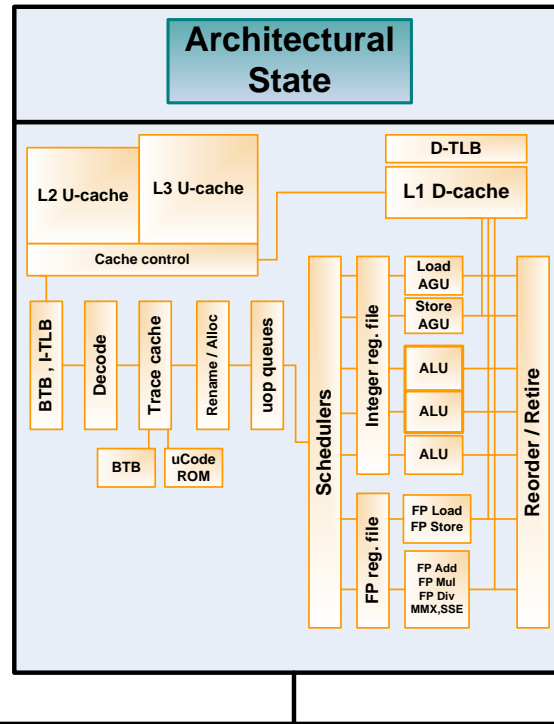 Architectural
State
D-TLB
L2 U-cache
L3 U-cache
L1 D-cache
Cache control
BTB , I-TLB
Decode
Trace cache
Rename / Alloc
uop queues
BTB
uCode
ROM
Schedulers
Integer reg. file
FP reg. file
Load
AGU
Store
AGU
ALU
ALU
ALU
FP Load
FP Store
FP Add
FP Mul
FP Div
MMX,SSE
Reorder / Retire